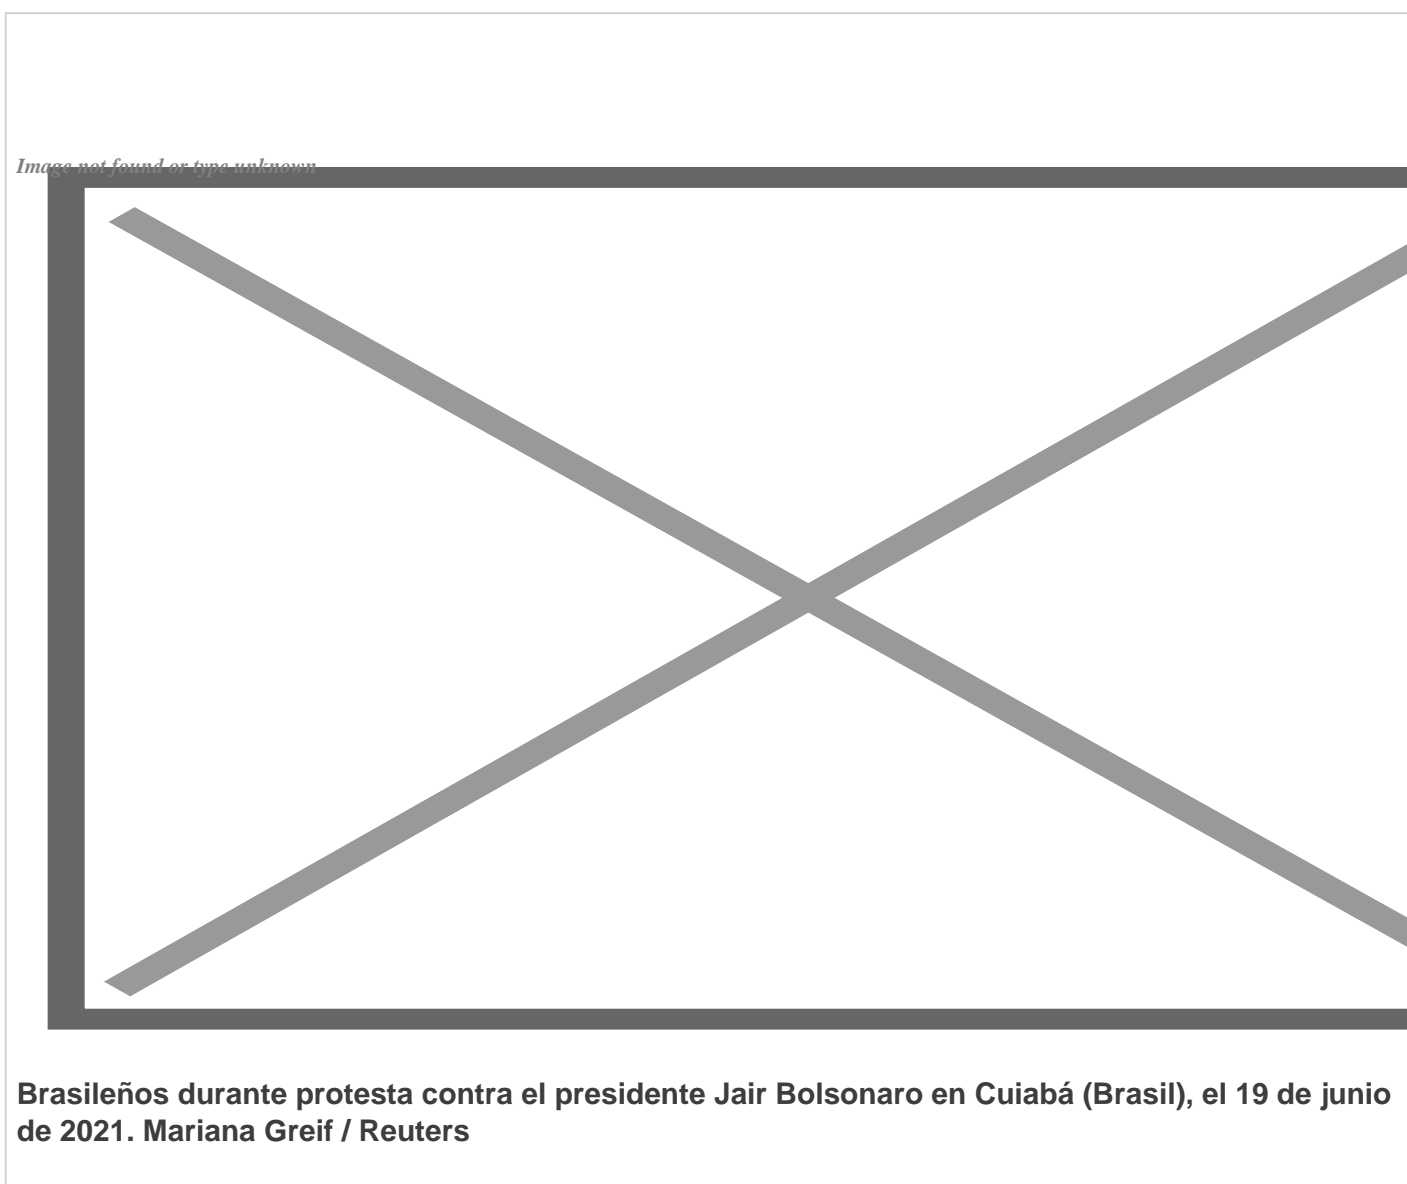 Image not found or type unknown
Brasileños durante protesta contra el presidente Jair Bolsonaro en Cuiabá (Brasil), el 19 de junio
de 2021. Mariana Greif / Reuters